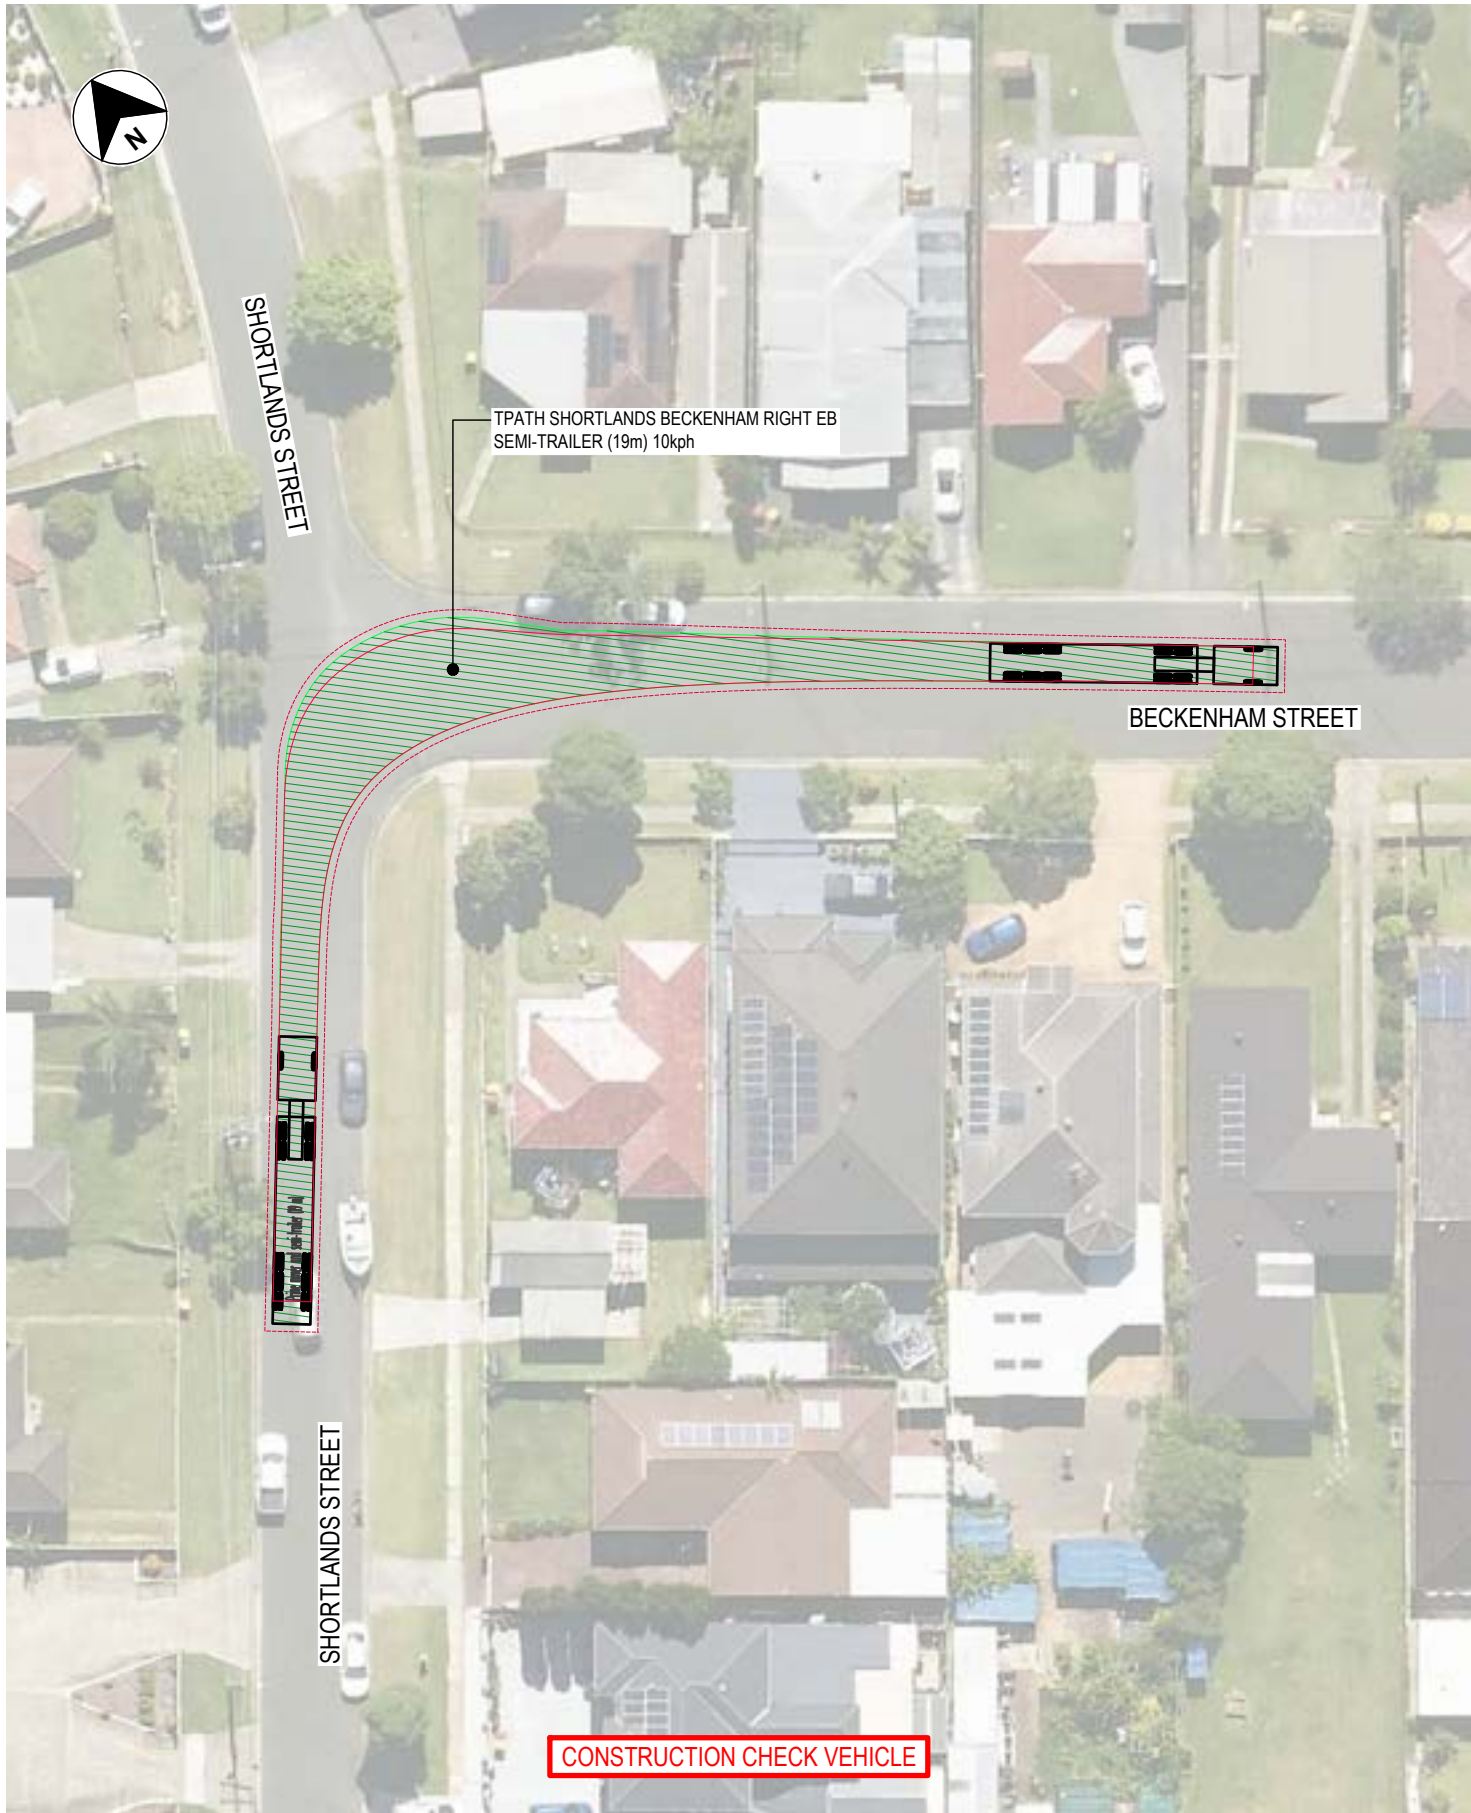 N
SHORTLANDS STREET
TPATH SHORTLANDS BECKENHAM RIGHT EB
SEMI-TRAILER (19m) 10kph
BECKENHAM STREET
SHORTLANDS STREET
CONSTRUCTION CHECK VEHICLE